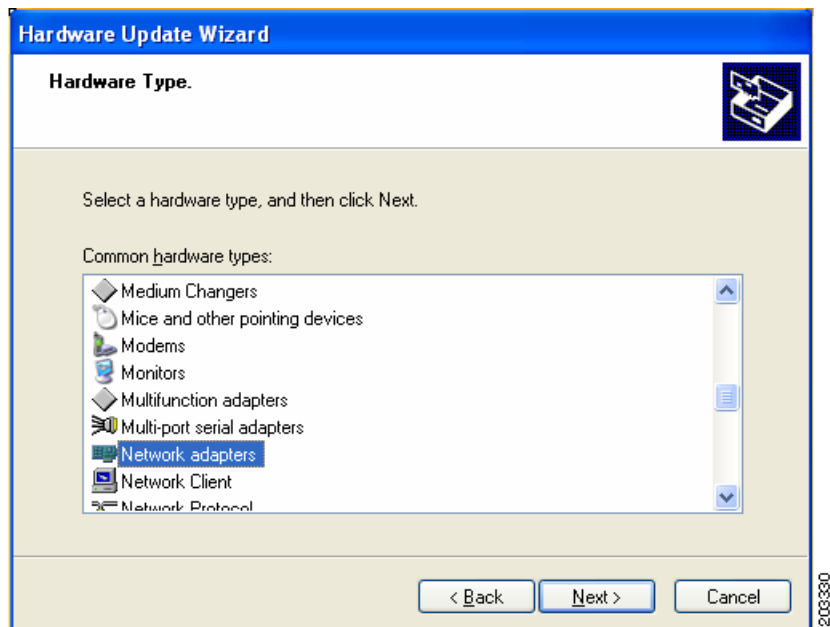 Hardware Update Wizard
Hardware Type.
Select a hardware type, and then click Next.
Common hardware types:
Medium Changers
Mice and other pointing devices
Modems
Monitors
Multifunction adapters
Multi-port serial adapters
Network adapters
Network Client
Network Protocol
< Back
Next >
Cancel
203330